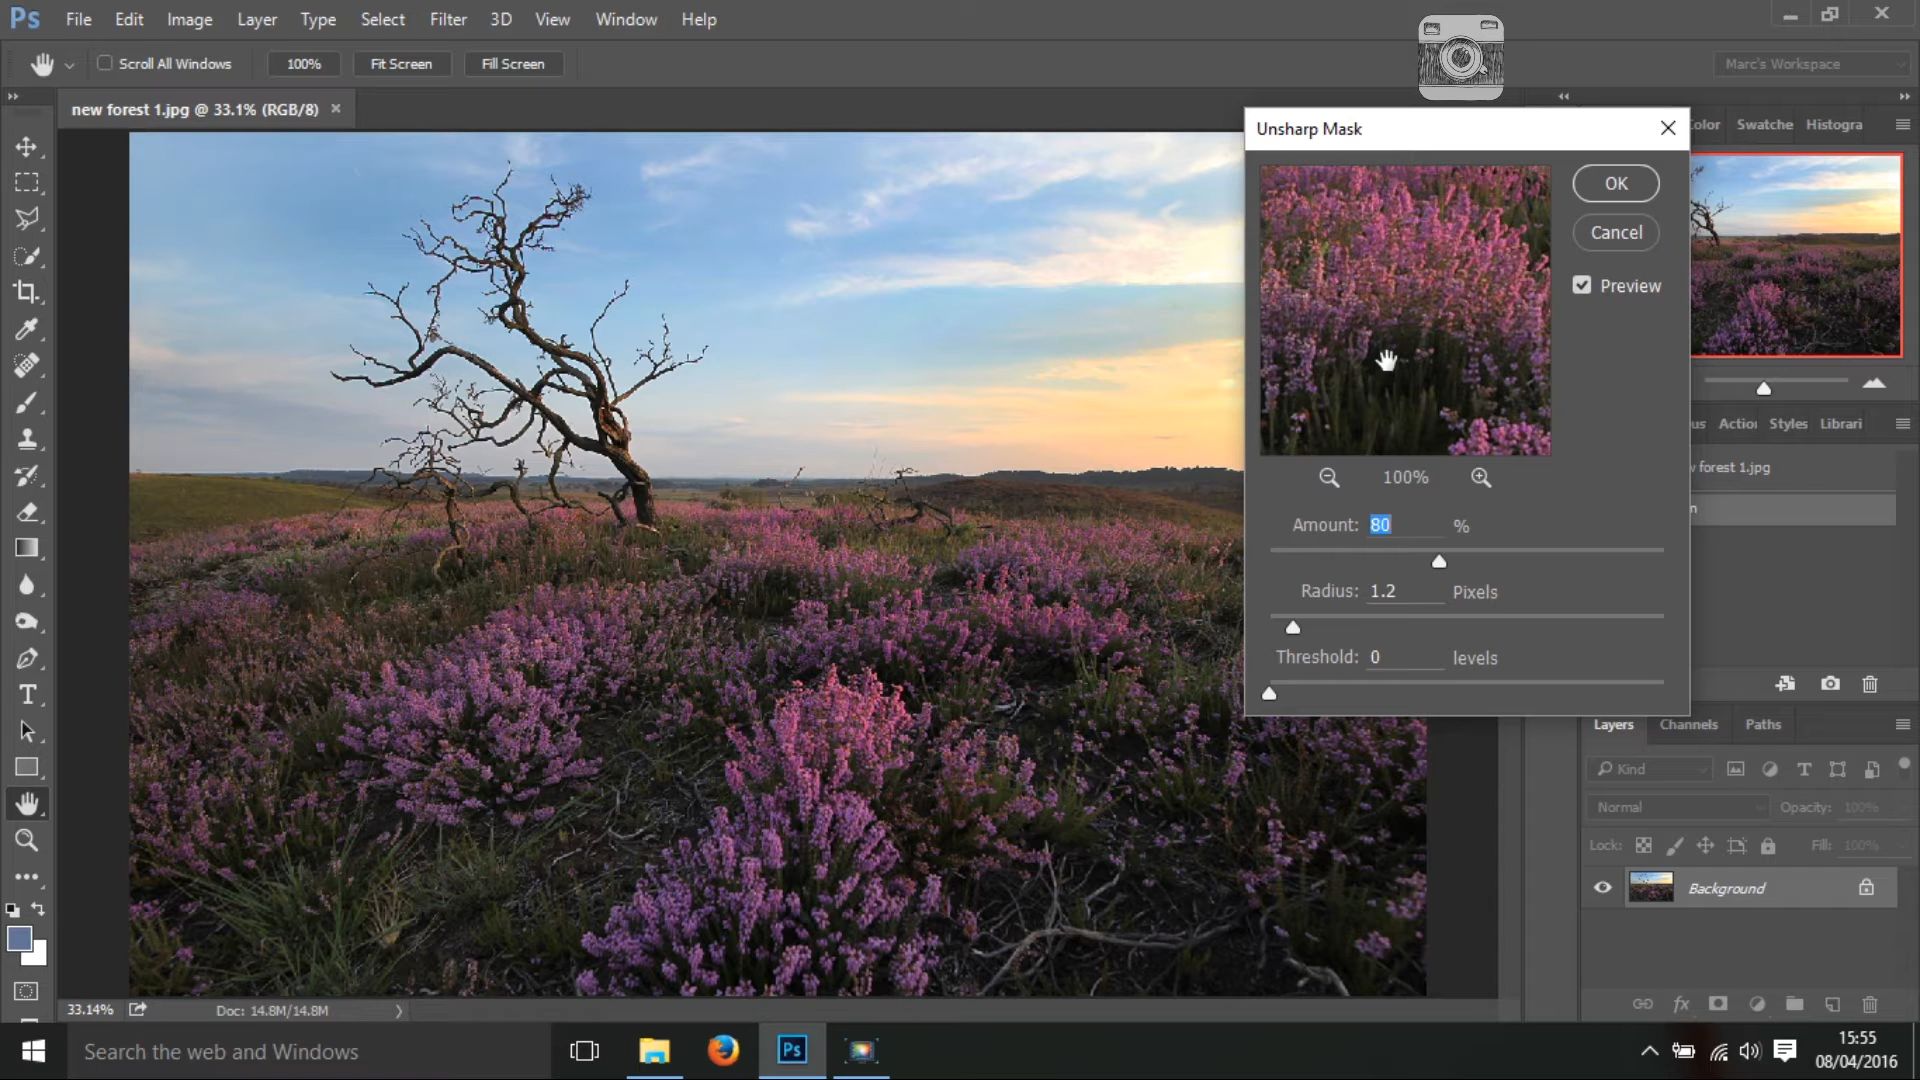 Ps File Edit Image Layer Type Select Filter 3D View Window Help
Scroll All Windows 100% Fit Screen Fill Screen Marc's Workspace
new forest 1.jpg @ 33.1% (RGB/8)
Unsharp Mask
olor Swatche Histogra
OK
Cancel
Preview
100%
us Action Styles Librari
forest 1.jpg
n
Amount: 80 %
Radius: 1.2 Pixels
Threshold: 0 levels
Layers Channels Paths
Kind
Normal Opacity: 100%
Lock: Fill: 100%
Background
33.14% Doc: 14.8M/14.8M
Search the web and Windows
Ps
15:55
08/04/2016